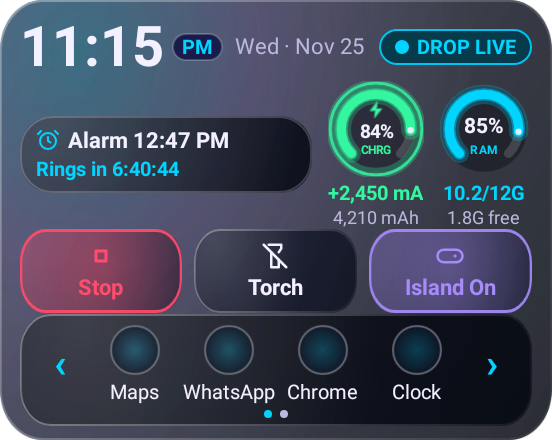 11:15 PM Wed · Nov 25 DROP LIVE
Alarm 12:47 PM
Rings in 6:40:44
84%
CHRG
+2,450 mA
4,210 mAh
85%
RAM
10.2/12G
1.8G free
Stop
Torch
Island On
‹ Maps WhatsApp Chrome Clock ›